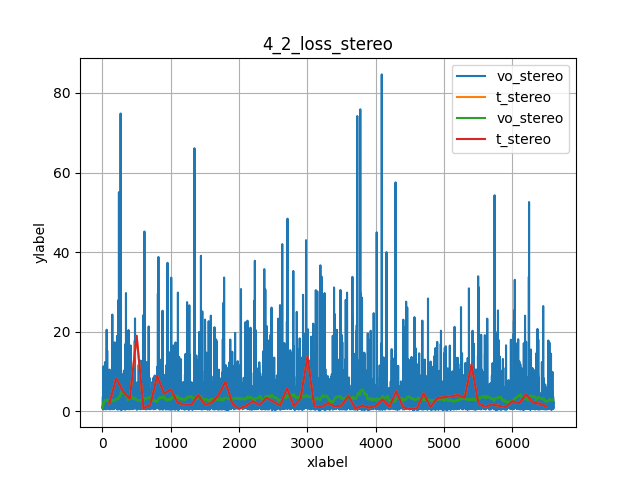 4_2_loss_stereo
vo_stereo
t_stereo
vo_stereo
t_stereo
80
60
40
20
0
ylabel
0 1000 2000 3000 4000 5000 6000
xlabel